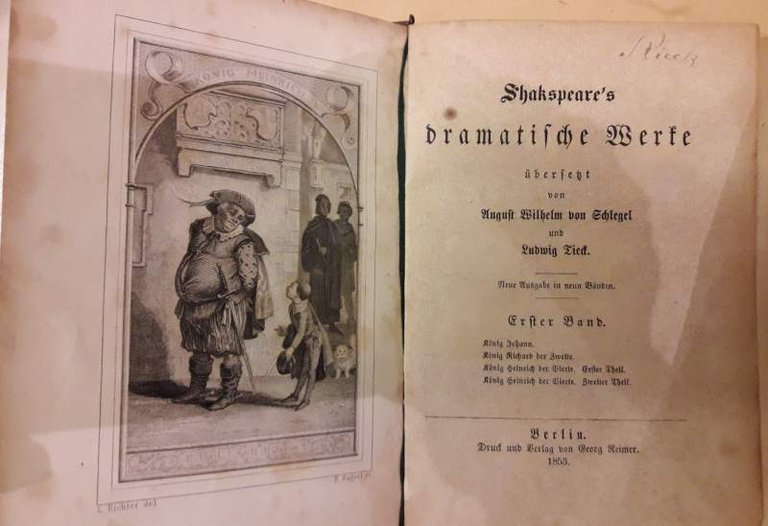 KÖNIG HEINRICH
L. Richter del.
Shakspeare's
dramatische Werke
übersetzt
von
August Wilhelm von Schlegel
und
Ludwig Tieck.
Neue Ausgabe in neun Bänden.
Erster Band.
König Johann.
König Richard der Zweite.
König Heinrich der Vierte. Erster Theil.
König Heinrich der Vierte. Zweiter Theil.
Berlin.
Druck und Verlag von Georg Reimer.
1853.